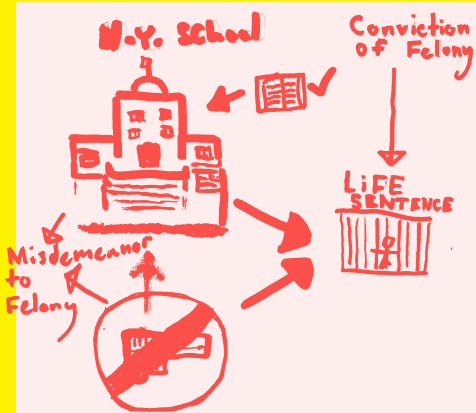 N.Y. School
Conviction
of Felony
LiFE
SENTENCE
Misdemeanor
to
Felony